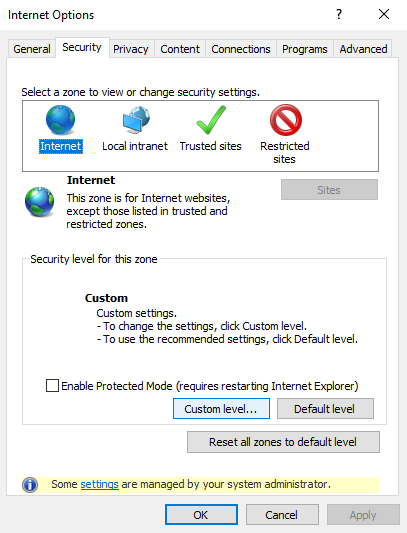 Internet Options
?
General Security Privacy Content Connections Programs Advanced
Select a zone to view or change security settings.
Internet Local intranet Trusted sites Restricted
sites
Internet
Sites
This zone is for Internet websites,
except those listed in trusted and
restricted zones.
Security level for this zone
Custom
Custom settings.
- To change the settings, click Custom level.
- To use the recommended settings, click Default level.
Enable Protected Mode (requires restarting Internet Explorer)
Custom level... Default level
Reset all zones to default level
Some settings are managed by your system administrator.
OK Cancel Apply